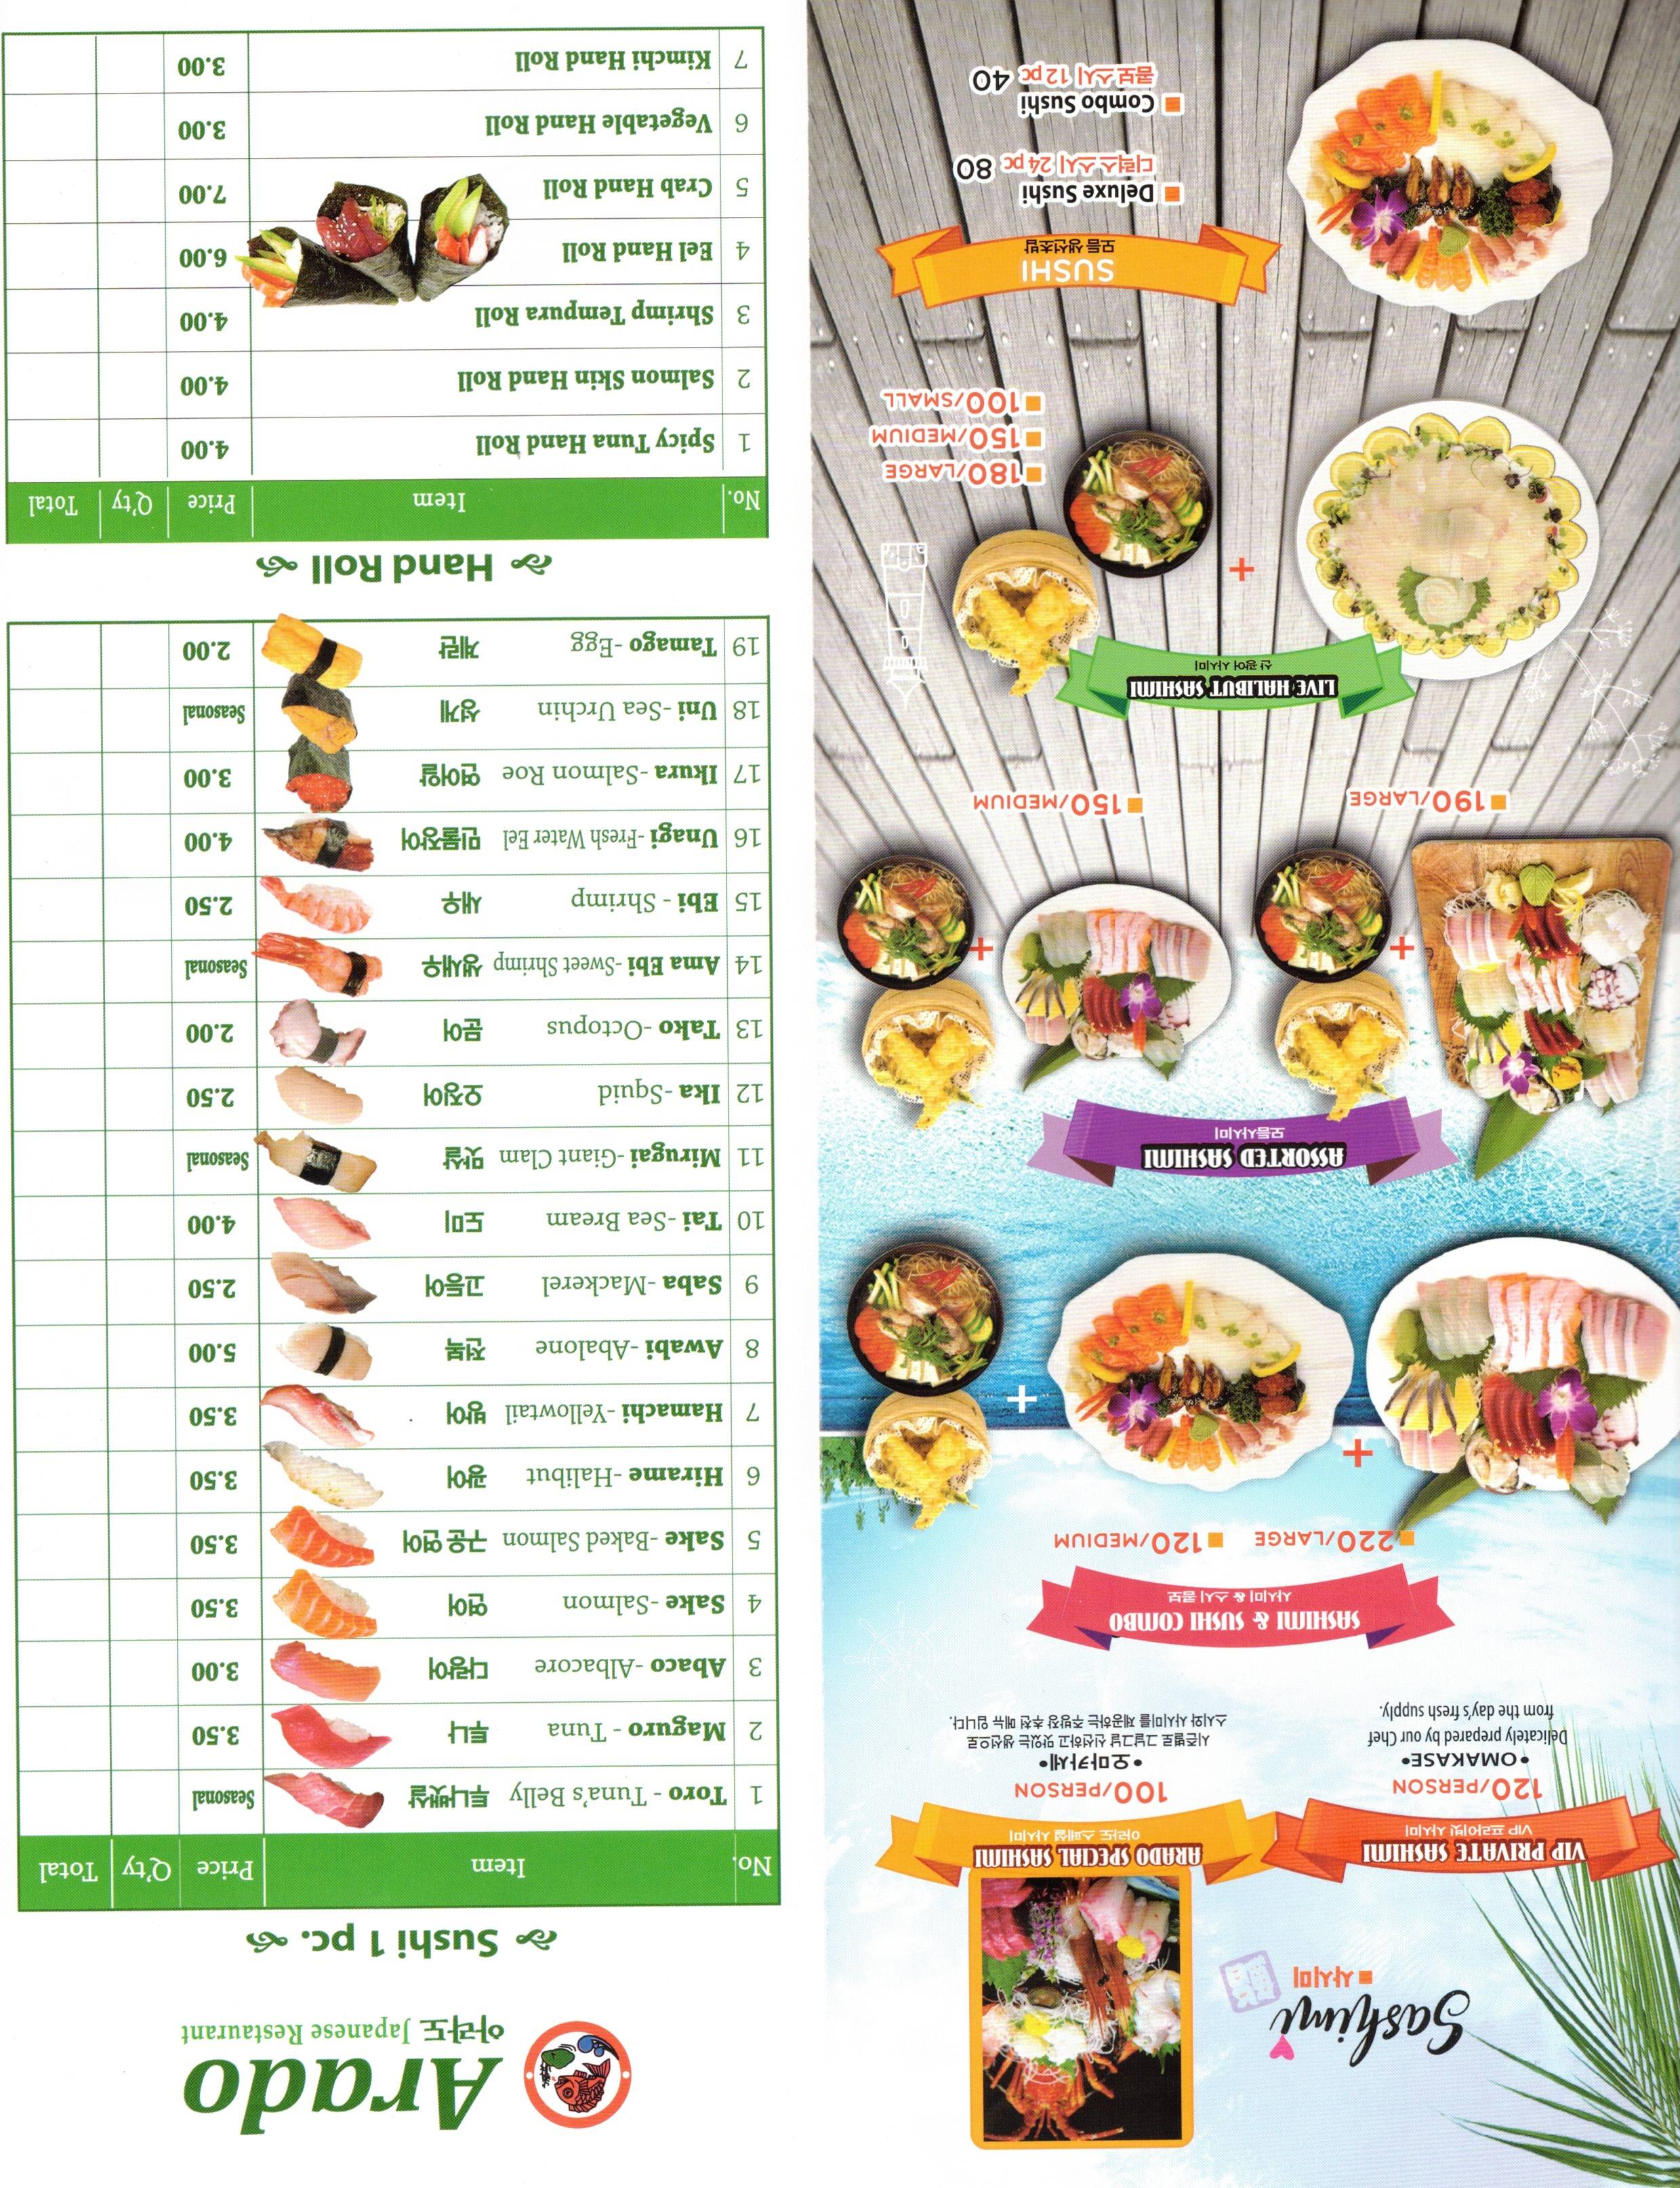 Sashimi
사시미
鮨
VIP PRIVATE SASHIMI
VIP 프라이빗 사시미
120/PERSON
•OMAKASE•
Delicately prepared by our Chef
from the day's fresh supply.
ARADO SPECIAL SASHIMI
아라도 스페셜 사시미
100/PERSON
•오마카세•
시즌별로 그날그날 신선하고 맛있는 생선으로
스시와 사시미를 제공하는 주방장 추천 메뉴 입니다.
SASHIMI & SUSHI COMBO
사시미 & 스시 콤보
220/LARGE 120/MEDIUM
+ +
ASSORTED SASHIMI
모듬사시미
+ +
190/LARGE 150/MEDIUM
LIVE HALIBUT SASHIMI
산 광어 사시미
+
180/LARGE
150/MEDIUM
100/SMALL
SUSHI
모듬 생선초밥
Deluxe Sushi
디럭스 스시 24 pc 80
Combo Sushi
콤보 스시 12 pc 40
Arado
아라도 Japanese Restaurant
Sushi 1 pc.
No. Item Price Q'ty Total
1 Toro - Tuna's Belly 투나뱃살 Seasonal
2 Maguro - Tuna 투나 3.50
3 Abaco -Albacore 다랑어 3.00
4 Sake -Salmon 연어 3.50
5 Sake -Baked Salmon 구운 연어 3.50
6 Hirame -Halibut 광어 3.50
7 Hamachi -Yellowtail 방어 3.50
8 Awabi -Abalone 전복 5.00
9 Saba -Mackerel 고등어 2.50
10 Tai -Sea Bream 도미 4.00
11 Mirugai -Giant Clam 맛살 Seasonal
12 Ika -Squid 오징어 2.50
13 Tako -Octopus 문어 2.00
14 Ama Ebi -Sweet Shrimp 생새우 Seasonal
15 Ebi - Shrimp 새우 2.50
16 Unagi -Fresh Water Eel 민물장어 4.00
17 Ikura -Salmon Roe 연어알 3.00
18 Uni -Sea Urchin 성게 Seasonal
19 Tamago -Egg 계란 2.00
Hand Roll
No. Item Price Q'ty Total
1 Spicy Tuna Hand Roll 4.00
2 Salmon Skin Hand Roll 4.00
3 Shrimp Tempura Roll 4.00
4 Eel Hand Roll 6.00
5 Crab Hand Roll 7.00
6 Vegetable Hand Roll 3.00
7 Kimchi Hand Roll 3.00